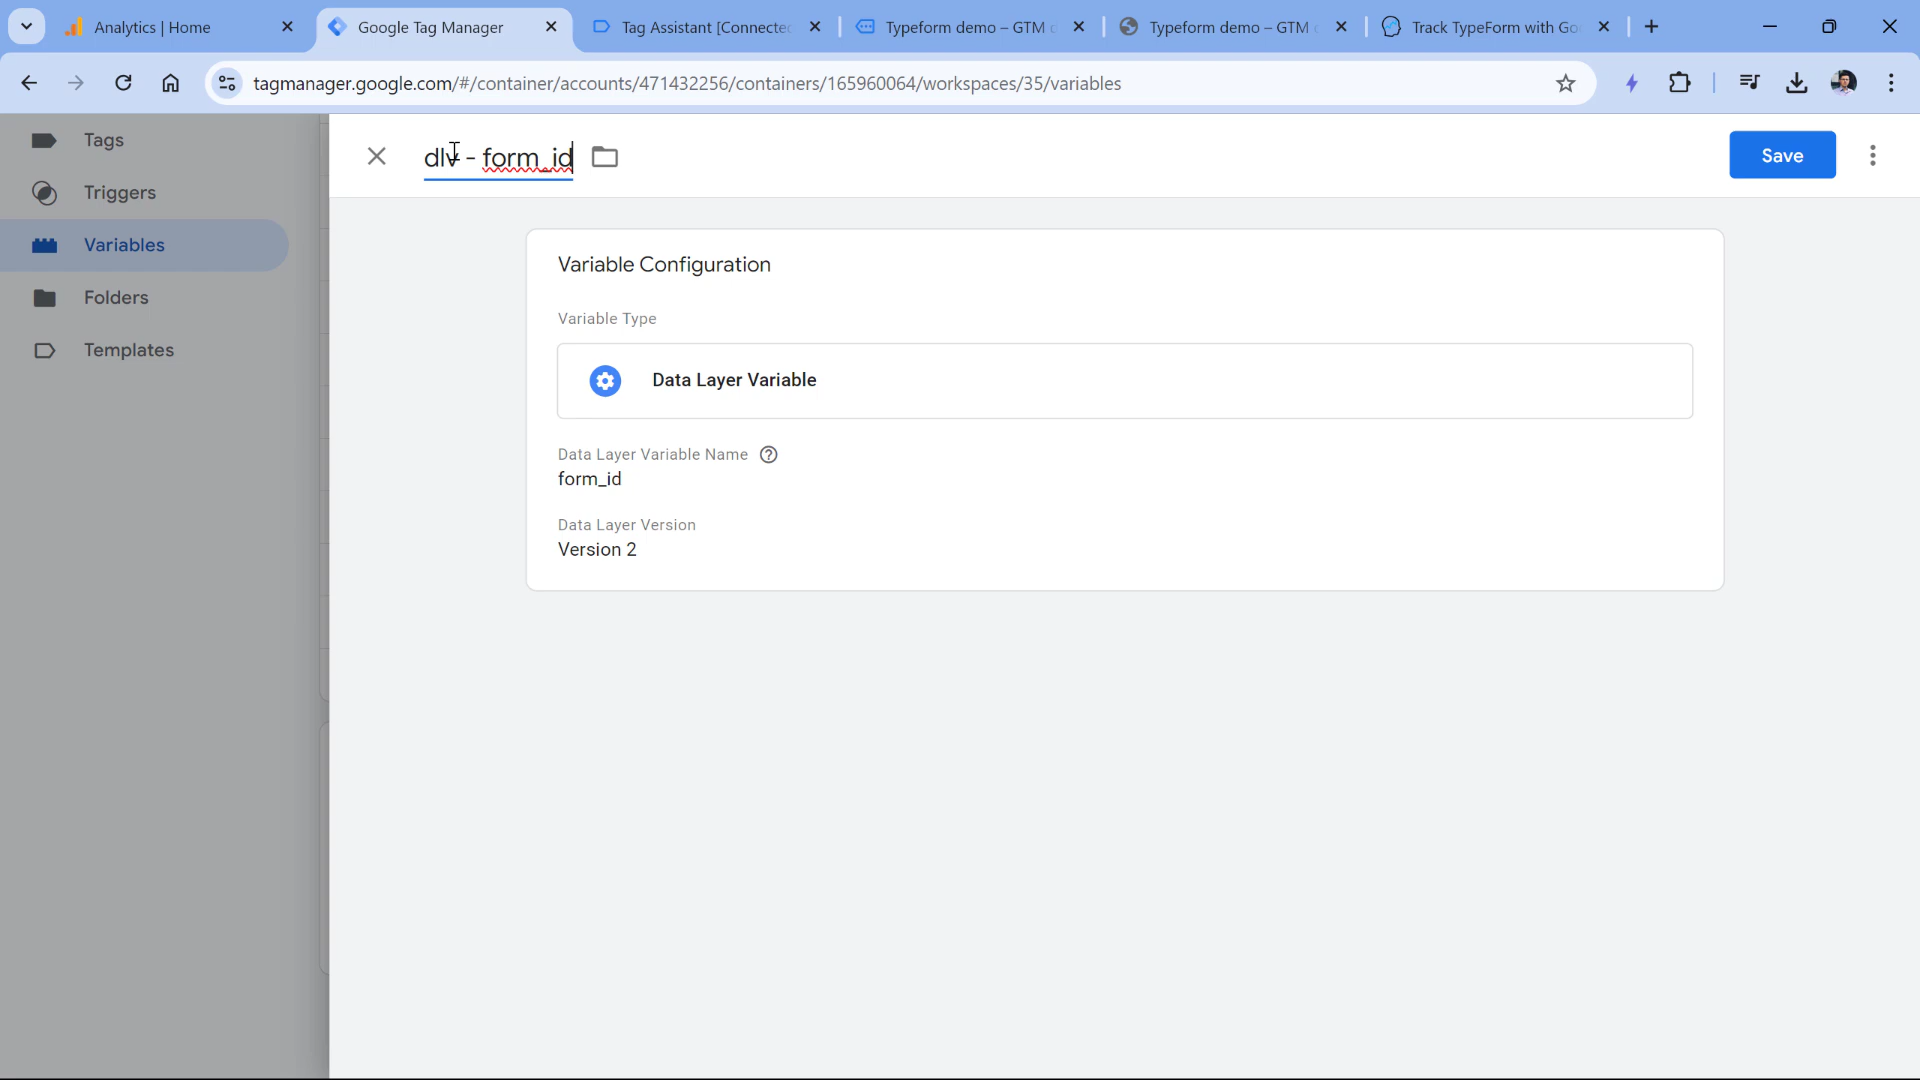 Analytics | Home
Google Tag Manager
Tag Assistant [Connecte
Typeform demo – GTM
Typeform demo – GTM
Track TypeForm with Go
tagmanager.google.com/#/container/accounts/471432256/containers/165960064/workspaces/35/variables
Tags
Triggers
Variables
Folders
Templates
dlv - form_id
Save
Variable Configuration
Variable Type
Data Layer Variable
Data Layer Variable Name
form_id
Data Layer Version
Version 2